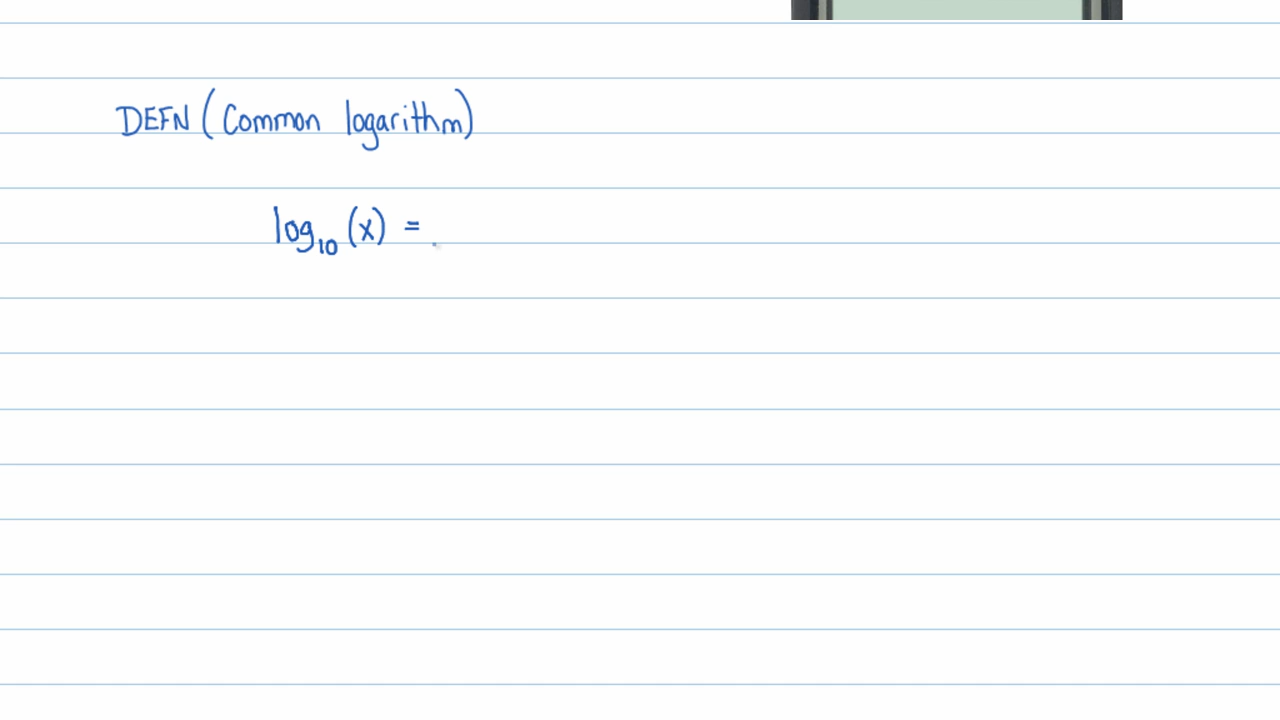 DEFN (Common logarithm)
log₁₀ (x) =